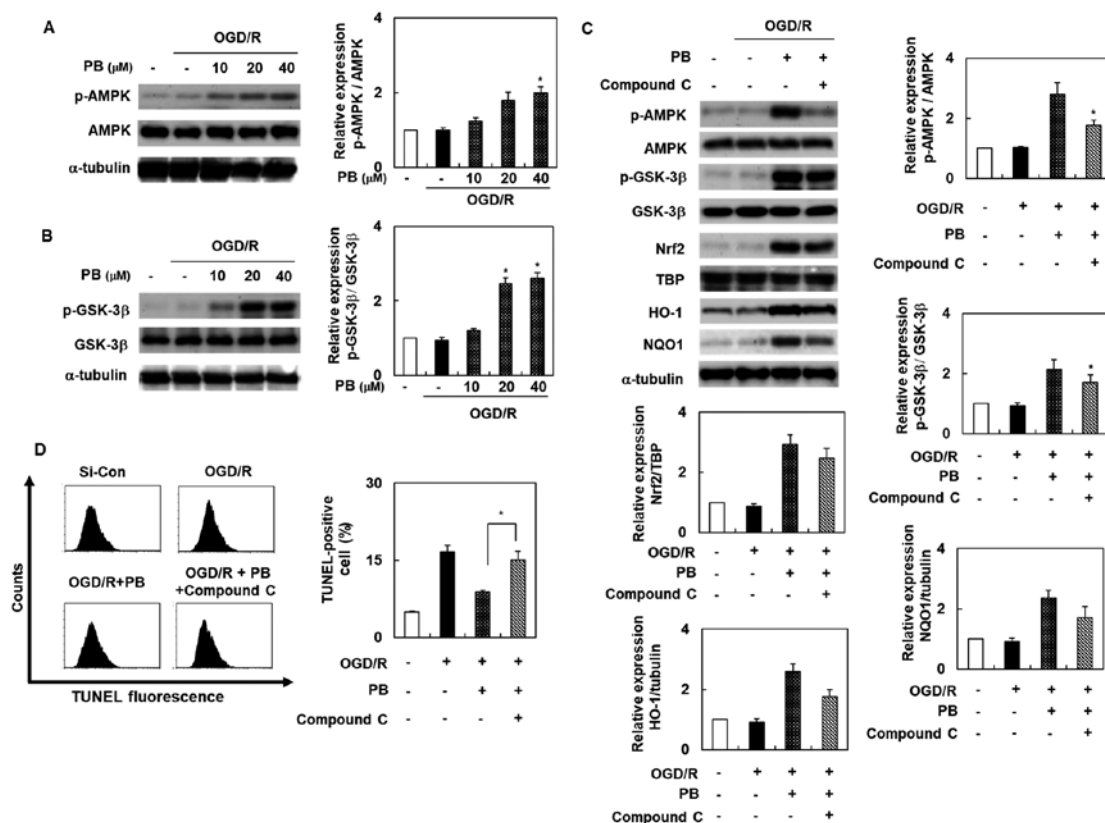 A
OGD/R
PB (μM) - - 10 20 40
p-AMPK
AMPK
α-tubulin
Relative expression
p-AMPK / AMPK
4
2
0
*
PB (μM) - - 10 20 40
OGD/R
B
OGD/R
PB (μM) - - 10 20 40
p-GSK-3β
GSK-3β
α-tubulin
Relative expression
p-GSK-3β/ GSK-3β
4
2
0
* *
PB (μM) - - 10 20 40
OGD/R
C
OGD/R
PB - - + +
Compound C - - - +
p-AMPK
AMPK
p-GSK-3β
GSK-3β
Nrf2
TBP
HO-1
NQO1
α-tubulin
Relative expression
p-AMPK / AMPK
4
2
0
*
OGD/R - + + +
PB - - + +
Compound C - - - +
Relative expression
p-GSK-3β/ GSK-3β
4
2
0
*
OGD/R - + + +
PB - - + +
Compound C - - - +
Relative expression
Nrf2/TBP
4
2
0
OGD/R - + + +
PB - - + +
Compound C - - - +
Relative expression
NQO1/tubulin
4
2
0
OGD/R - + + +
PB - - + +
Compound C - - - +
Relative expression
HO-1/tubulin
4
2
0
OGD/R - + + +
PB - - + +
Compound C - - - +
D
Si-Con
OGD/R
OGD/R+PB
OGD/R + PB
+Compound C
Counts
TUNEL fluorescence
TUNEL-positive
cell (%)
30
15
0
*
OGD/R - + + +
PB - - + +
Compound C - - - +